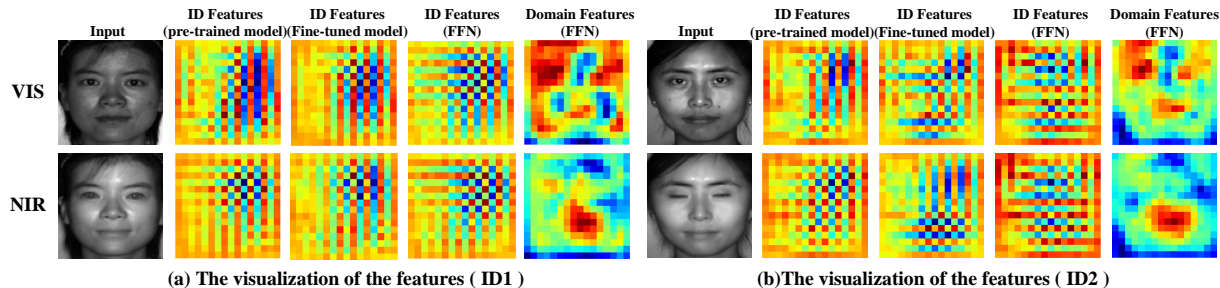 Input
ID Features
(pre-trained model)
ID Features
(Fine-tuned model)
ID Features
(FFN)
Domain Features
(FFN)
Input
ID Features
(pre-trained model)
ID Features
(Fine-tuned model)
ID Features
(FFN)
Domain Features
(FFN)
VIS
NIR
(a) The visualization of the features ( ID1 )
(b)The visualization of the features ( ID2 )